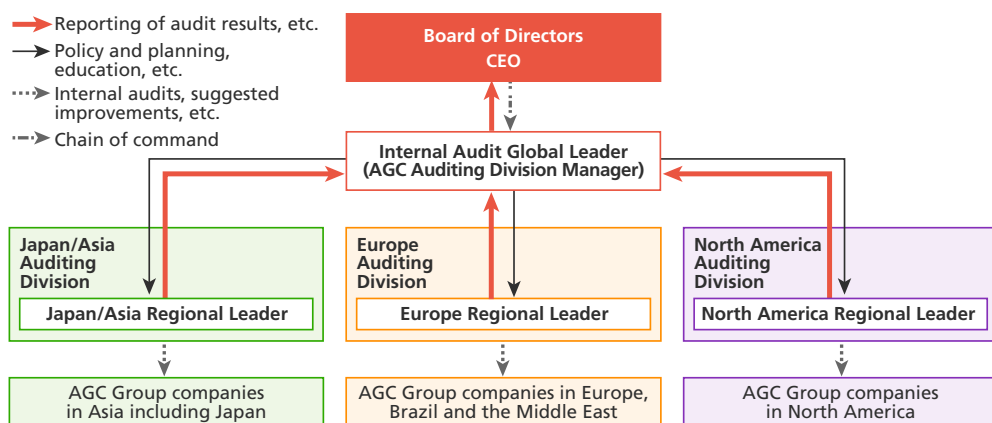 Reporting of audit results, etc.
Policy and planning,
education, etc.
Internal audits, suggested
improvements, etc.
Chain of command
Board of Directors
CEO
Internal Audit Global Leader
(AGC Auditing Division Manager)
Japan/Asia
Auditing
Division
Japan/Asia Regional Leader
Europe
Auditing
Division
Europe Regional Leader
North America
Auditing
Division
North America Regional Leader
AGC Group companies
in Asia including Japan
AGC Group companies in Europe,
Brazil and the Middle East
AGC Group companies
in North America